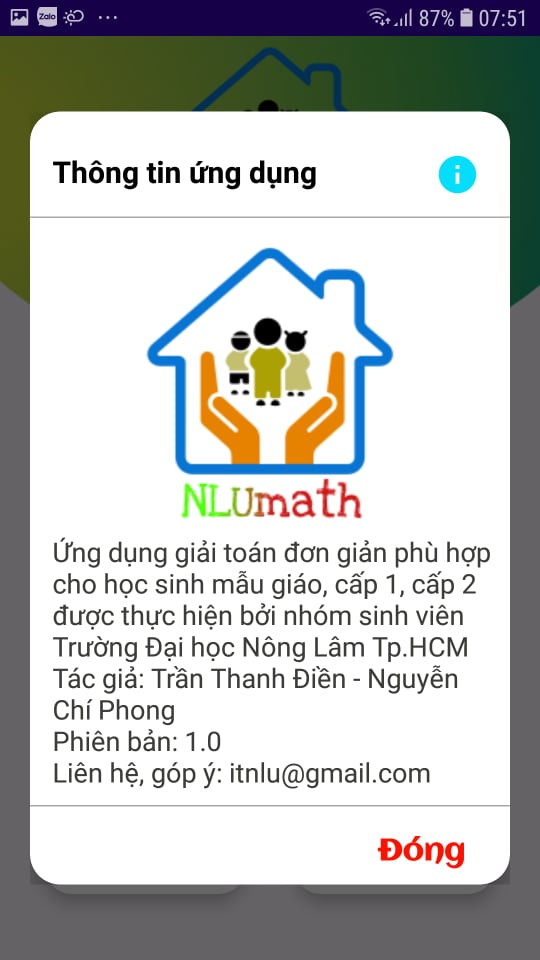 Zalo ... 87% 07:51
Thông tin ứng dụng
NLUmath
Ứng dụng giải toán đơn giản phù hợp
cho học sinh mẫu giáo, cấp 1, cấp 2
được thực hiện bởi nhóm sinh viên
Trường Đại học Nông Lâm Tp.HCM
Tác giả: Trần Thanh Điền - Nguyễn
Chí Phong
Phiên bản: 1.0
Liên hệ, góp ý: itnlu@gmail.com
Đóng